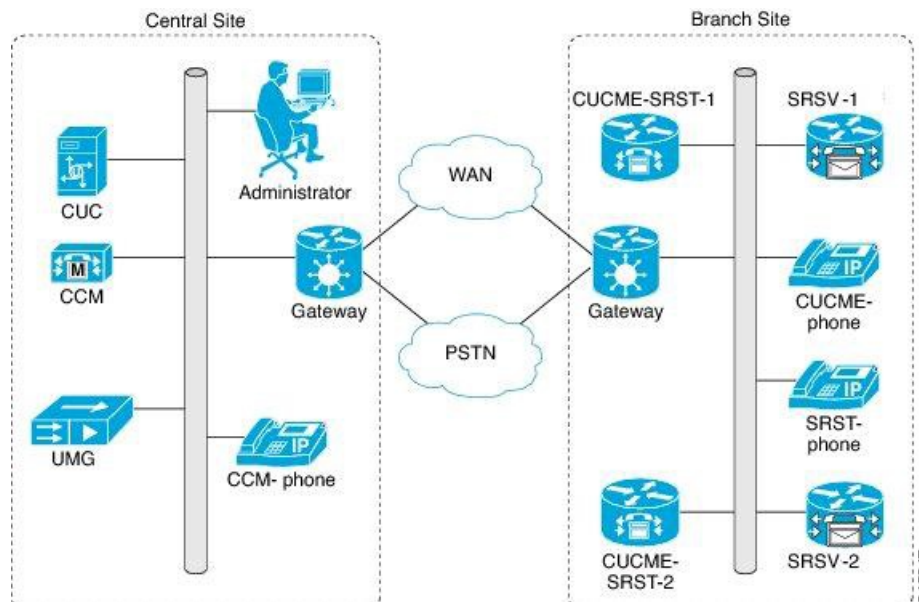 Central Site
Branch Site
CUC
CCM
M
UMG
Administrator
Gateway
IP
CCM- phone
WAN
PSTN
CUCME-SRST-1
SRSV -1
Gateway
IP
CUCME-
phone
IP
SRST-
phone
CUCME-
SRST-2
SRSV -2